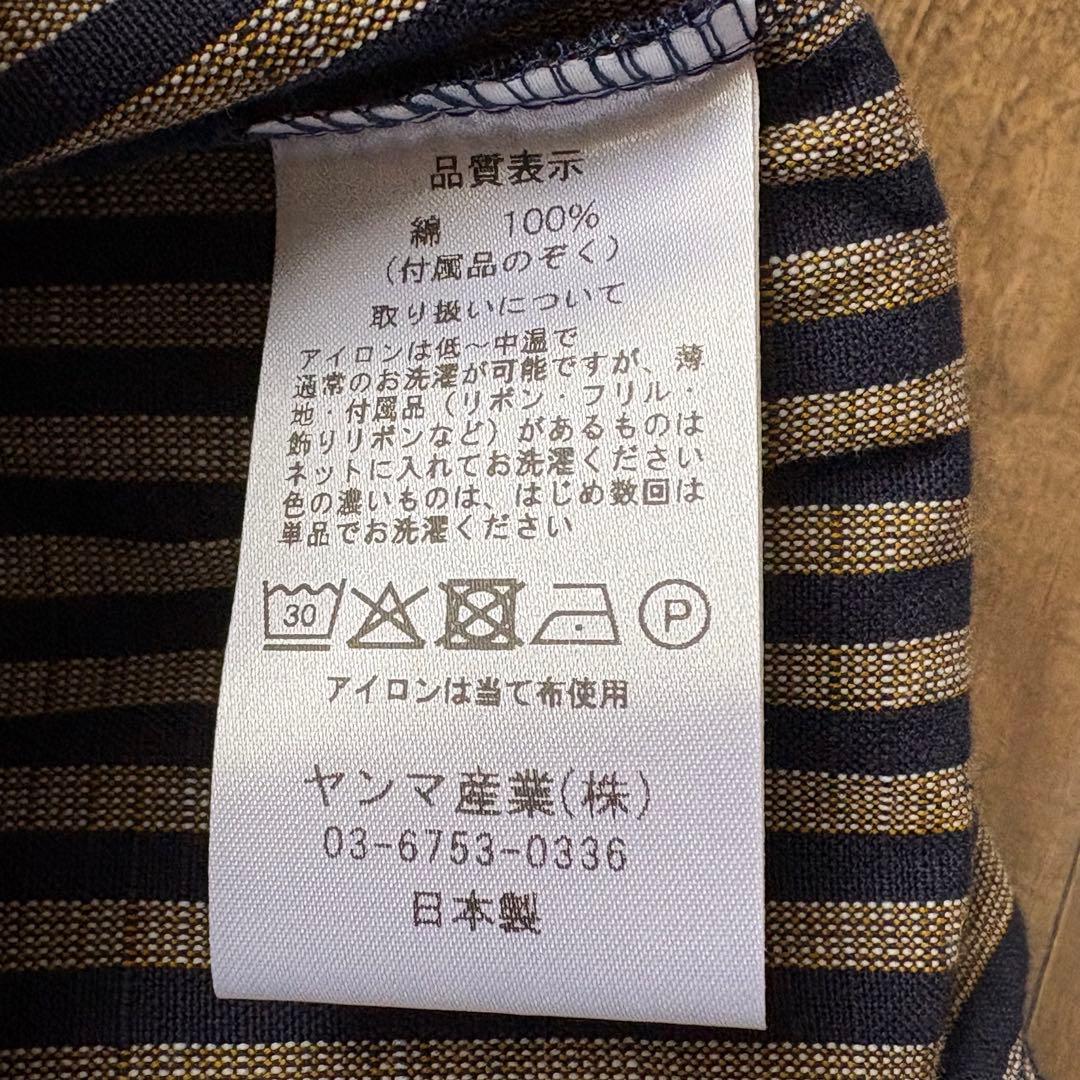 品質表示
綿 100%
(付属品のぞく)
取り扱いについて
アイロンは低～中温で
通常のお洗濯が可能ですが、薄
地・付属品(リボン・フリル・
飾りリボンなど)があるものは
ネットに入れてお洗濯ください
色の濃いものは、はじめ数回は
単品でお洗濯ください
30
P
アイロンは当て布使用
ヤンマ産業(株)
03-6753-0336
日本製